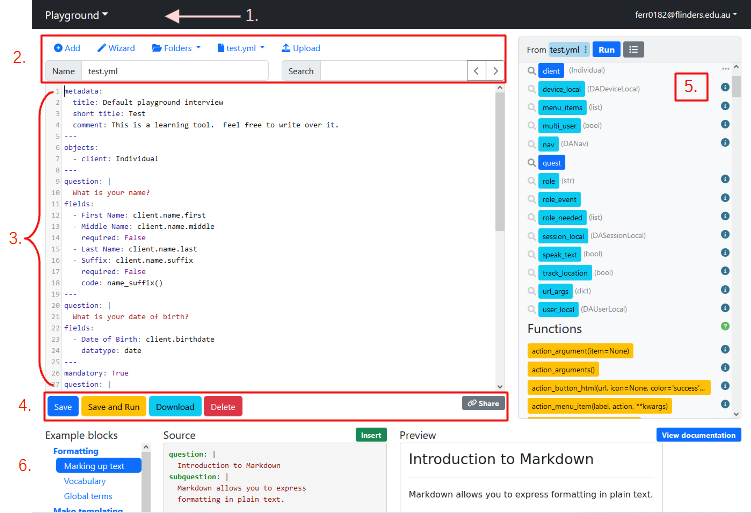 Playground
1.
ferr0182@flinders.edu.au
2.
Add Wizard Folders test.yml Upload
Name test.yml Search
3.
1 metadata:
2 title: Default playground interview
3 short title: Test
4 comment: This is a learning tool. Feel free to write over it.
5 ---
6 objects:
7 - client: Individual
8 ---
9 question: |
10 What is your name?
11 fields:
12 - First Name: client.name.first
13 - Middle Name: client.name.middle
14 required: False
15 - Last Name: client.name.last
16 - Suffix: client.name.suffix
17 required: False
18 code: name_suffix()
19 ---
20 question: |
21 What is your date of birth?
22 fields:
23 - Date of Birth: client.birthdate
24 datatype: date
25 ---
26 mandatory: True
27 question: |
4.
Save Save and Run Download Delete Share
From test.yml Run
5.
client (Individual)
device_local (DADeviceLocal)
menu_items (list)
multi_user (bool)
nav (DANav)
quest
role (str)
role_event
role_needed (list)
session_local (DASessionLocal)
speak_text (bool)
track_location (bool)
url_args (dict)
user_local (DAUserLocal)
Functions
action_argument(item=None)
action_arguments()
action_button_html(url, icon=None, color='success'...
action_menu_item(label, action, **kwargs)
6.
Example blocks
Formatting
Marking up text
Vocabulary
Global terms
Make templating
Source Insert
question: |
Introduction to Markdown
subquestion: |
Markdown allows you to express
formatting in plain text.
Preview View documentation
Introduction to Markdown
Markdown allows you to express formatting in plain text.